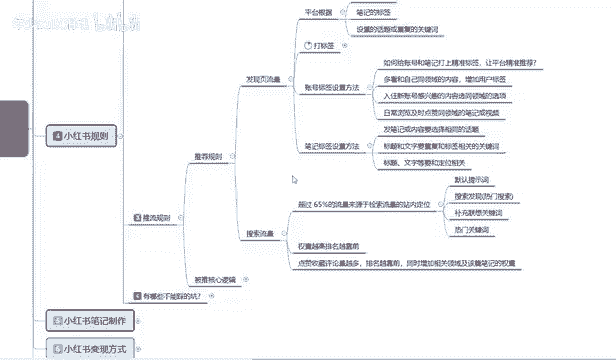 平台根据
笔记的标签
设置的话题或重复的关键词
打标签
发现页流量
账号标签设置方法
如何给账号和笔记打上精准标签、让平台精准推荐?
多看和自己同领域的内容,增加用户标签
入住新账号感兴趣的内容选同领域的选项
日常浏览及时点赞同领域的笔记或视频
笔记标签设置方法
发笔记或内容要选择相同的话题
标题和文字要覆盖和标签相关的关键词
标题、文字等要和定位相关
4 小红书规则
推荐规则
3 推流规则
搜索流量
超过 65%的流量来源于检索流量的站内定位
默认提示词
搜索发现(热门搜索)
补充联想关键词
热门关键词
权重越高排名越靠前
点赞收藏评论量越多,排名越靠前,同时增加相关领域及该篇笔记的权重
被推核心逻辑
4 有哪些不能踩的坑?
5 小红书笔记制作
6 小红书变现方式